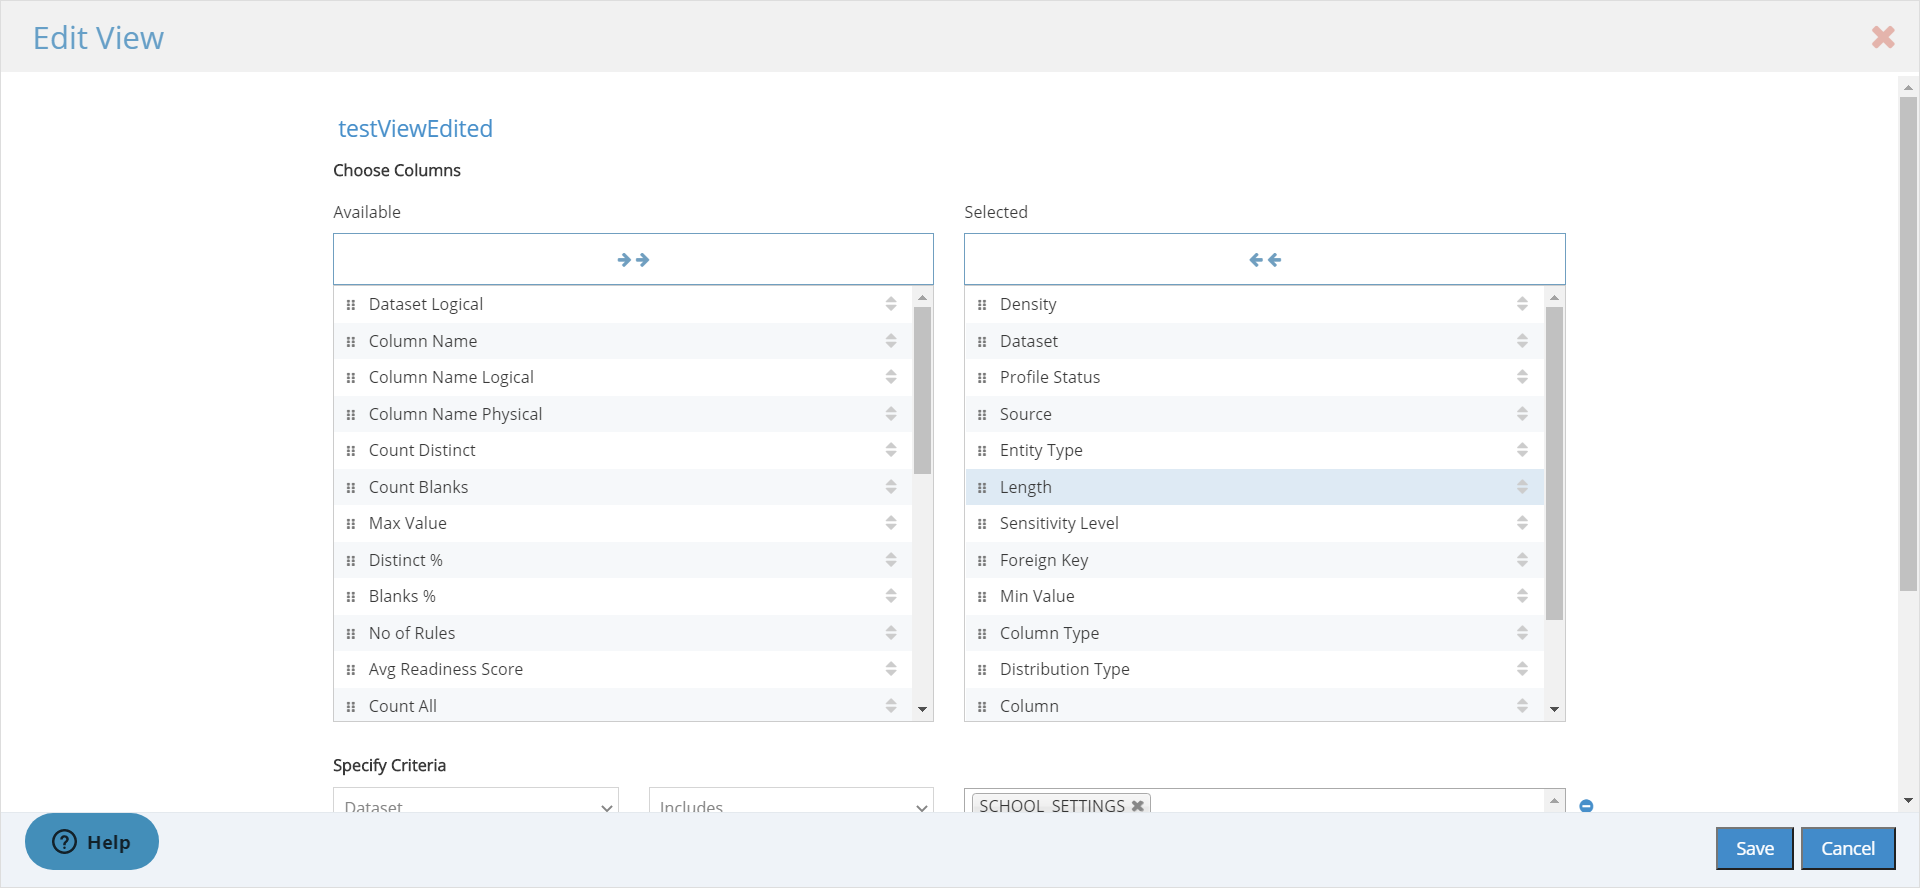 Edit View
testViewEdited
Choose Columns
Available
Selected
Dataset Logical
Column Name
Column Name Logical
Column Name Physical
Count Distinct
Count Blanks
Max Value
Distinct %
Blanks %
No of Rules
Avg Readiness Score
Count All
Density
Dataset
Profile Status
Source
Entity Type
Length
Sensitivity Level
Foreign Key
Min Value
Column Type
Distribution Type
Column
Specify Criteria
Dataset
Includes
SCHOOL_SETTINGS
Help
Save
Cancel